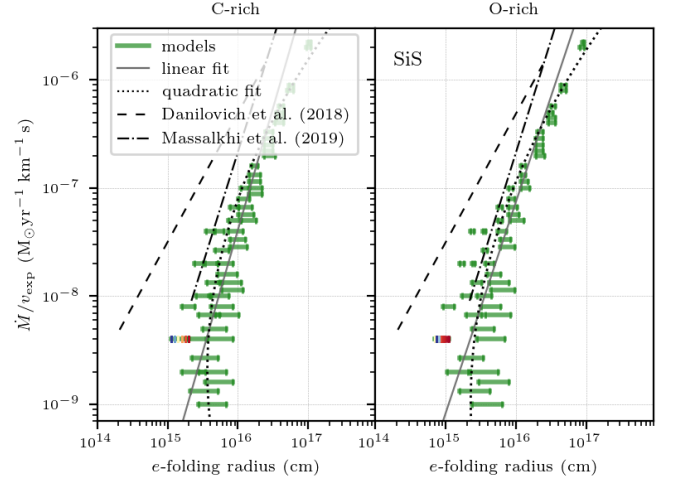 C-rich
O-rich
models
linear fit
quadratic fit
Danilovich et al. (2018)
Massalkhi et al. (2019)
SiS
10⁻⁶
10⁻⁷
10⁻⁸
10⁻⁹
Ṁ/v_exp (M_⊙yr⁻¹ km⁻¹ s)
10¹⁴ 10¹⁵ 10¹⁶ 10¹⁷ 10¹⁴ 10¹⁵ 10¹⁶ 10¹⁷
e-folding radius (cm)
e-folding radius (cm)